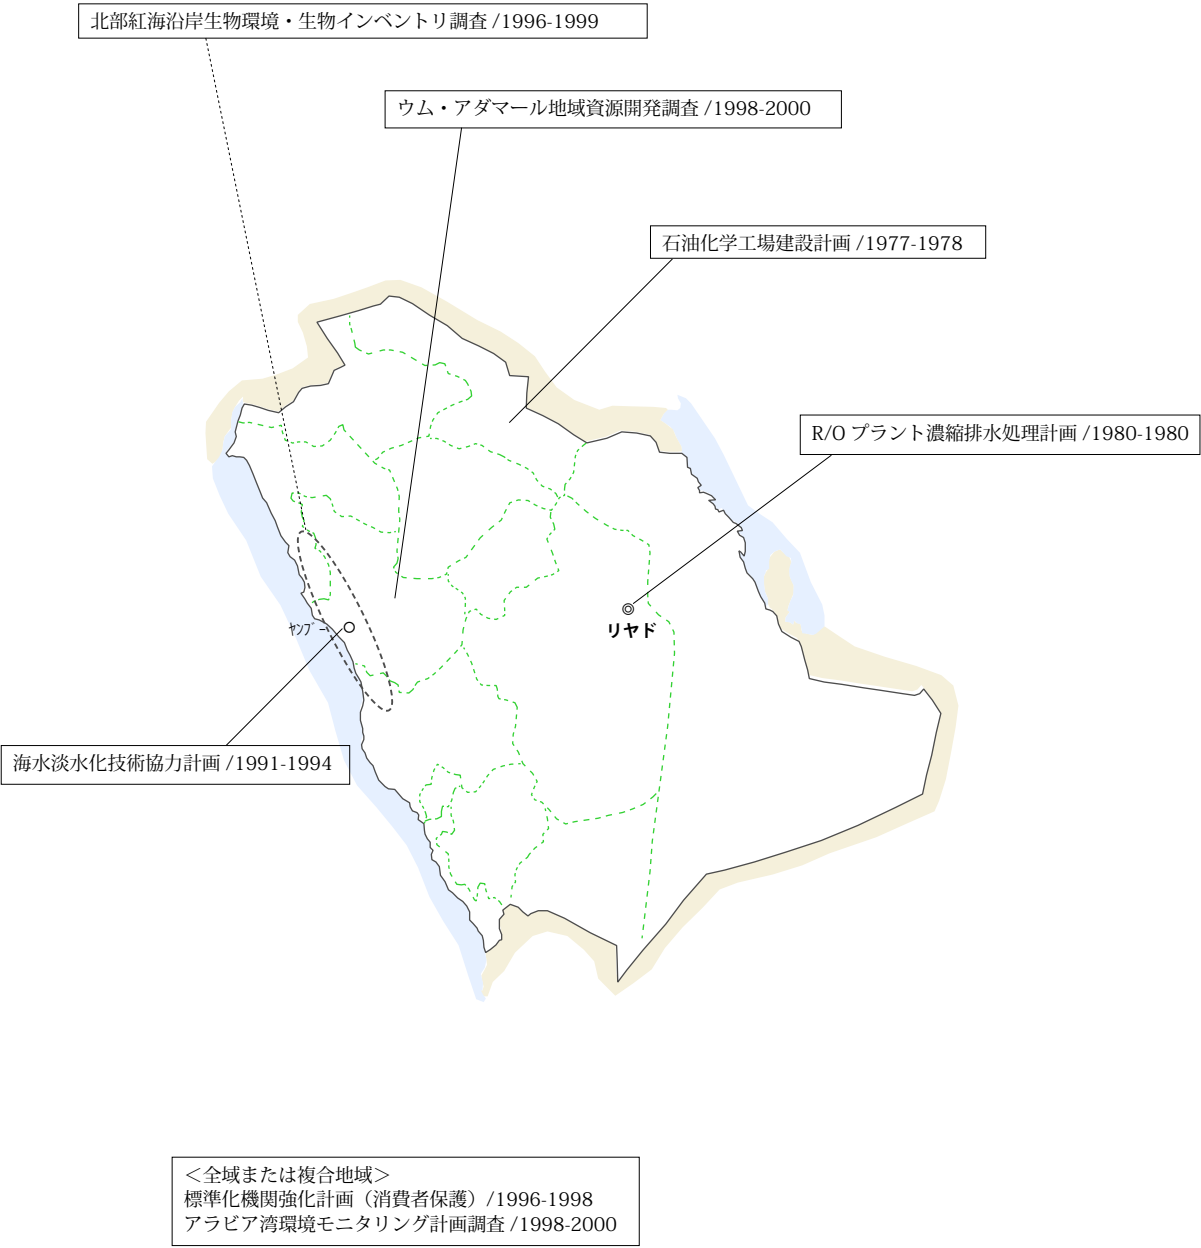 北部紅海沿岸生物環境・生物インベントリ調査 /1996-1999
ウム・アダマール地域資源開発調査 /1998-2000
石油化学工場建設計画 /1977-1978
R/O プラント濃縮排水処理計画 /1980-1980
リヤド
ﾔﾝﾌﾞｰ
海水淡水化技術協力計画 /1991-1994
＜全域または複合地域＞
標準化機関強化計画（消費者保護）/1996-1998
アラビア湾環境モニタリング計画調査 /1998-2000